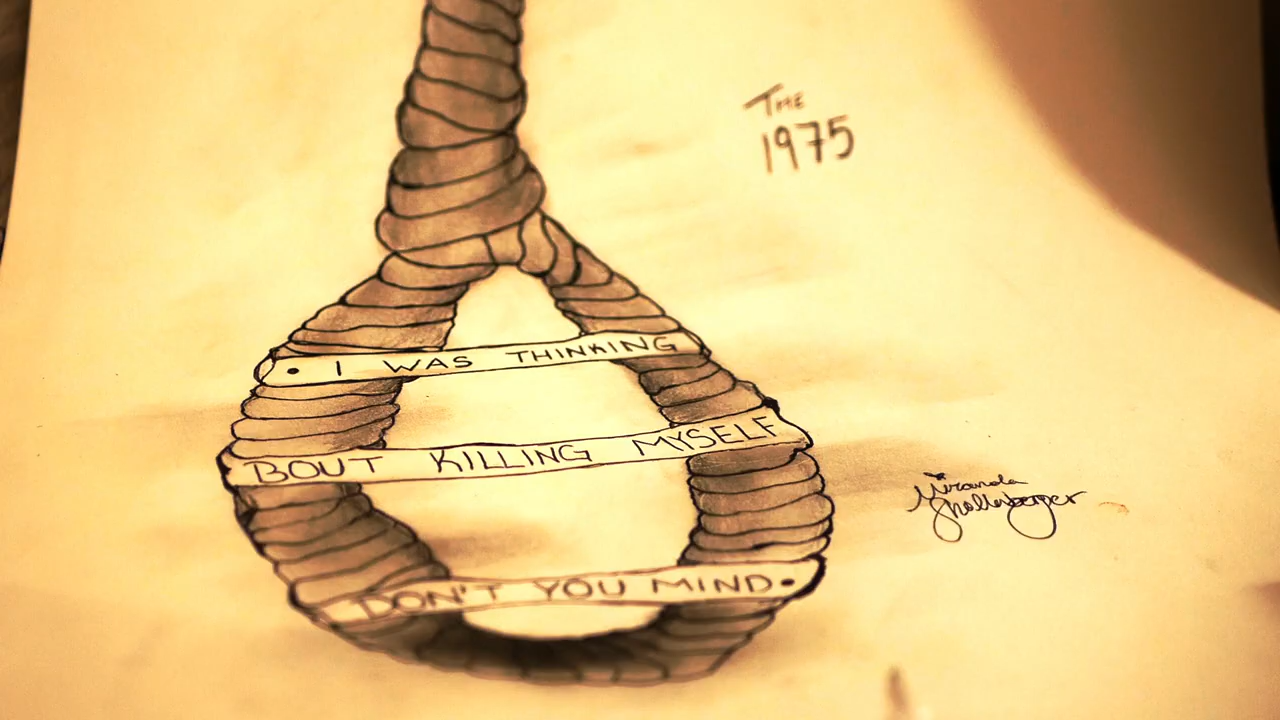 THE
1975
• I WAS THINKING
'BOUT KILLING MYSELF
DON'T YOU MIND•
Miranda